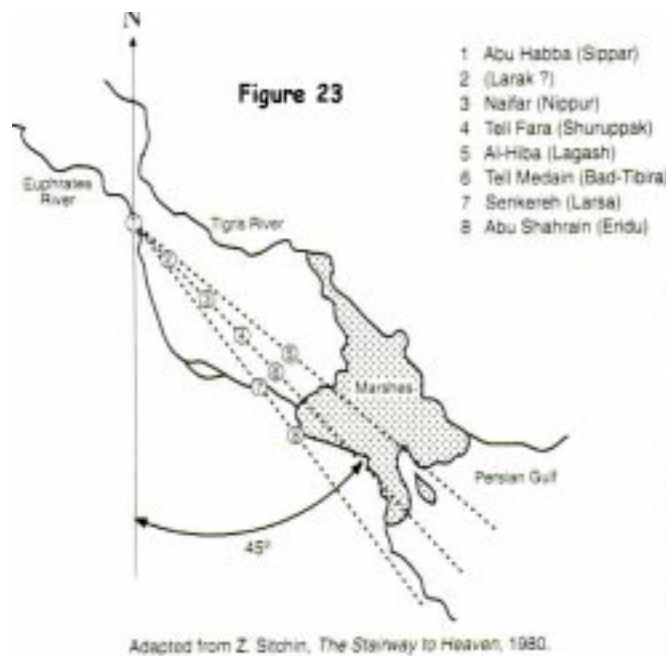 N
Figure 23
1 Abu Habba (Sippar)
2 (Larak ?)
3 Naifar (Nippur)
4 Tell Fara (Shuruppak)
5 Al-Hiba (Lagash)
6 Tell Medain (Bad-Tibira)
7 Senkereh (Larsa)
8 Abu Shahrain (Eridu)
Euphrates
River
Tigris River
1
2
3
4
5
6
7
8
Marshes
Persian Gulf
45º
Adapted from Z. Sitchin, The Stairway to Heaven, 1980.